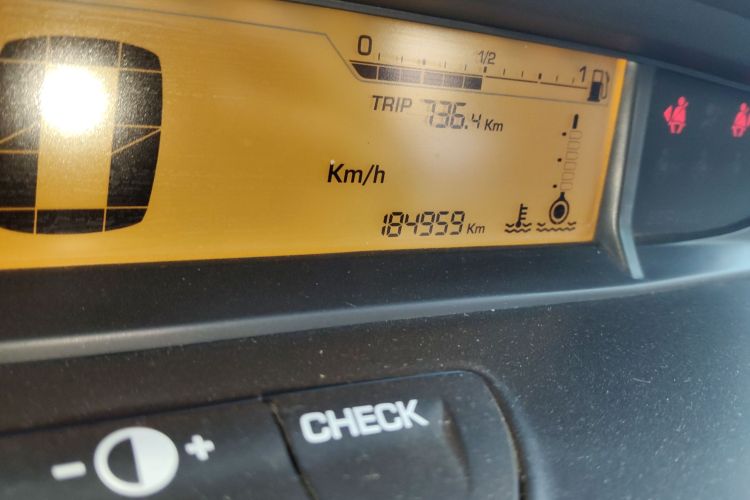 0 1/2 1
TRIP 736.4 Km
Km/h
184959 Km
- +
CHECK